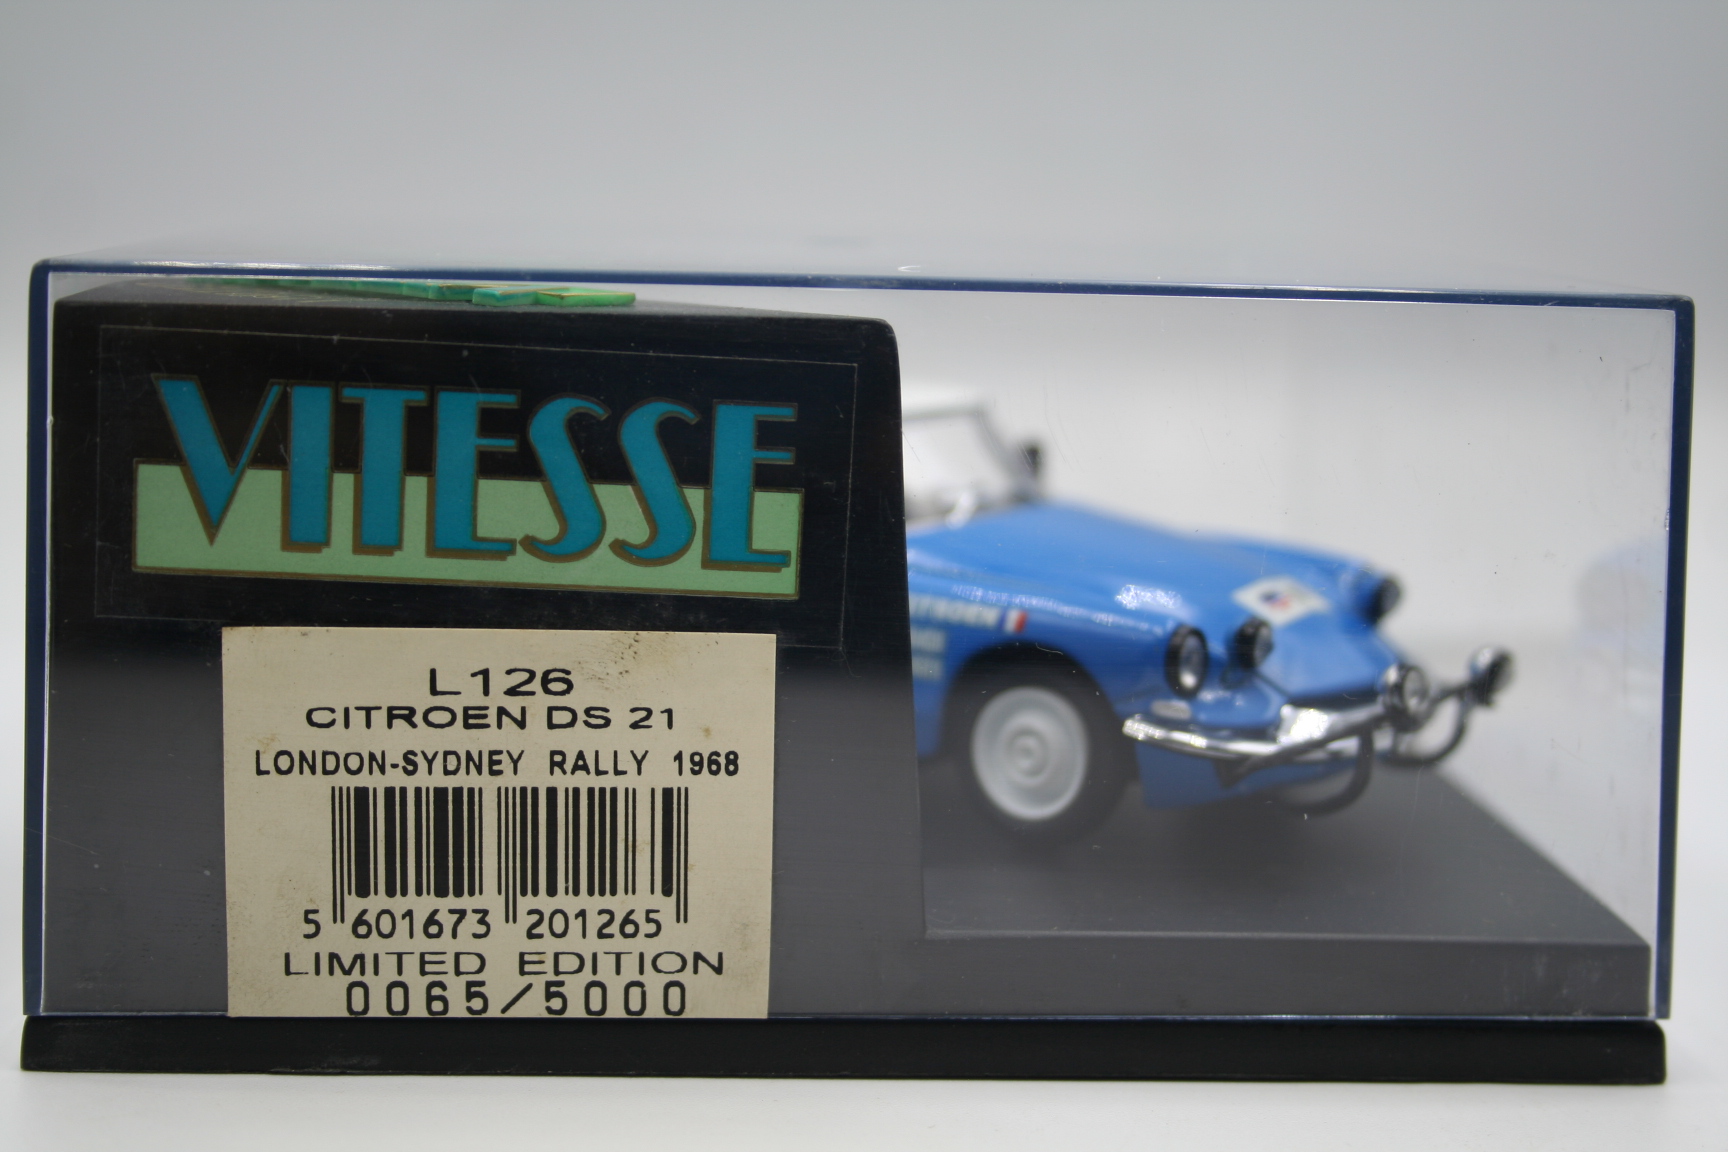 VITESSE
L126
CITROEN DS 21
LONDON-SYDNEY RALLY 1968
5 601673 201265
LIMITED EDITION
0065/5000